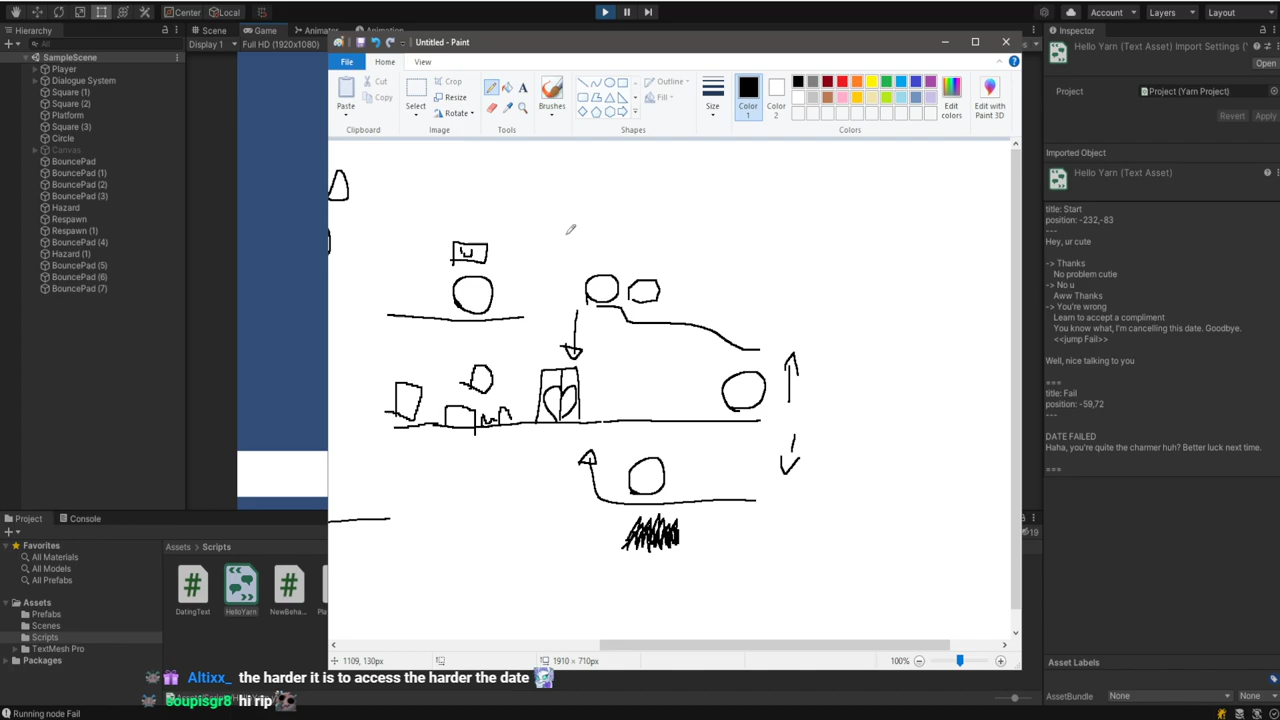 Center
Local
Account
Layers
Layout
Hierarchy
Scene
Game
Animator
Animation
Inspector
All
Display 1
Full HD (1920x1080)
SampleScene
Player
Dialogue System
Square (1)
Square (2)
Platform
Square (3)
Circle
Canvas
BouncePad
BouncePad (1)
BouncePad (2)
BouncePad (3)
Hazard
Respawn
Respawn (1)
BouncePad (4)
Hazard (1)
BouncePad (5)
BouncePad (6)
BouncePad (7)
Untitled - Paint
File
Home
View
Paste
Cut
Copy
Clipboard
Select
Crop
Resize
Rotate
Image
Tools
Brushes
Shapes
Outline
Fill
Size
Color 1
Color 2
Colors
Edit colors
Edit with Paint 3D
1109, 130px
1910 × 710px
100%
Hello Yarn (Text Asset) Import Settings
Open
Project
Project (Yarn Project)
Revert
Apply
Imported Object
Hello Yarn (Text Asset)
title: Start
position: -232,-83
---
Hey, ur cute
-> Thanks
No problem cutie
-> No u
Aww Thanks
-> You're wrong
Learn to accept a compliment
You know what, I'm cancelling this date. Goodbye.
<<jump Fail>>
Well, nice talking to you
===
title: Fail
position: -59,72
---
DATE FAILED
Haha, you're quite the charmer huh? Better luck next time.
===
Project
Console
19
Favorites
All Materials
All Models
All Prefabs
Assets
Prefabs
Scenes
Scripts
TextMesh Pro
Packages
Assets > Scripts
DatingText
HelloYarn
NewBeha
Asset Labels
AssetBundle
None
None
Altixx_ the harder it is to access the harder the date
soupisgr8 hi rip
Running node Fail